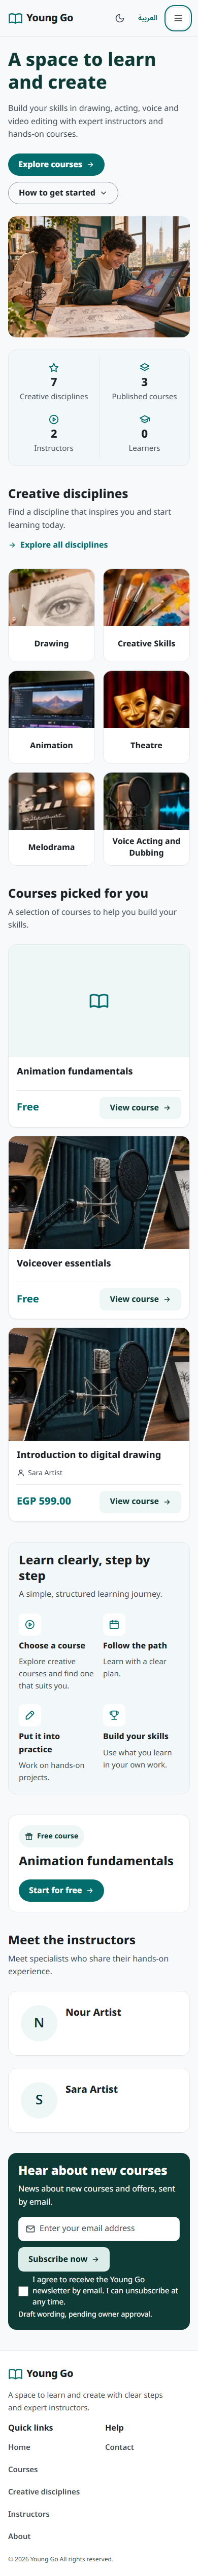 Young Go
العربية
A space to learn
and create
Build your skills in drawing, acting, voice and
video editing with expert instructors and
hands-on courses.
Explore courses →
How to get started
7
Creative disciplines
3
Published courses
2
Instructors
0
Learners
Creative disciplines
Find a discipline that inspires you and start
learning today.
→ Explore all disciplines
Drawing
Creative Skills
Animation
Theatre
Melodrama
Voice Acting and
Dubbing
Courses picked for you
A selection of courses to help you build your
skills.
Animation fundamentals
Free
View course →
Voiceover essentials
Free
View course →
Introduction to digital drawing
Sara Artist
EGP 599.00
View course →
Learn clearly, step by
step
A simple, structured learning journey.
Choose a course
Explore creative
courses and find one
that suits you.
Follow the path
Learn with a clear
plan.
Put it into
practice
Work on hands-on
projects.
Build your skills
Use what you learn
in your own work.
Free course
Animation fundamentals
Start for free →
Meet the instructors
Meet specialists who share their hands-on
experience.
N
Nour Artist
S
Sara Artist
Hear about new courses
News about new courses and offers, sent
by email.
Enter your email address
Subscribe now →
I agree to receive the Young Go
newsletter by email. I can unsubscribe at
any time.
Draft wording, pending owner approval.
Young Go
A space to learn and create with clear steps
and expert instructors.
Quick links
Home
Courses
Creative disciplines
Instructors
About
Help
Contact
© 2026 Young Go All rights reserved.